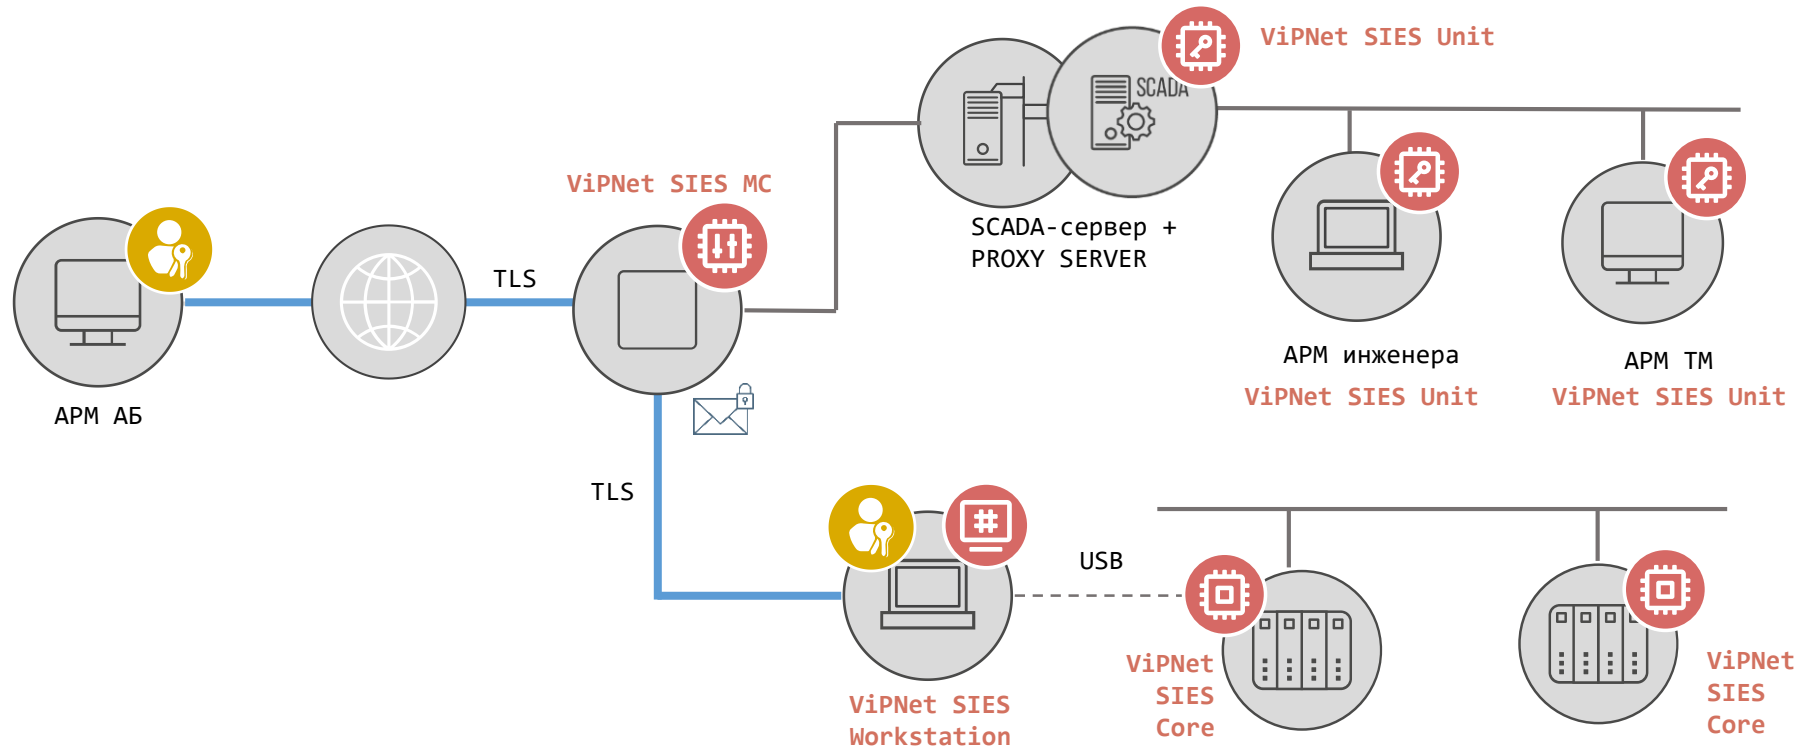 ViPNet SIES Unit
SCADA
ViPNet SIES MC
SCADA-сервер +
PROXY SERVER
TLS
АРМ инженера
ViPNet SIES Unit
АРМ ТМ
ViPNet SIES Unit
АРМ АБ
TLS
USB
ViPNet SIES
Workstation
ViPNet
SIES
Core
ViPNet
SIES
Core